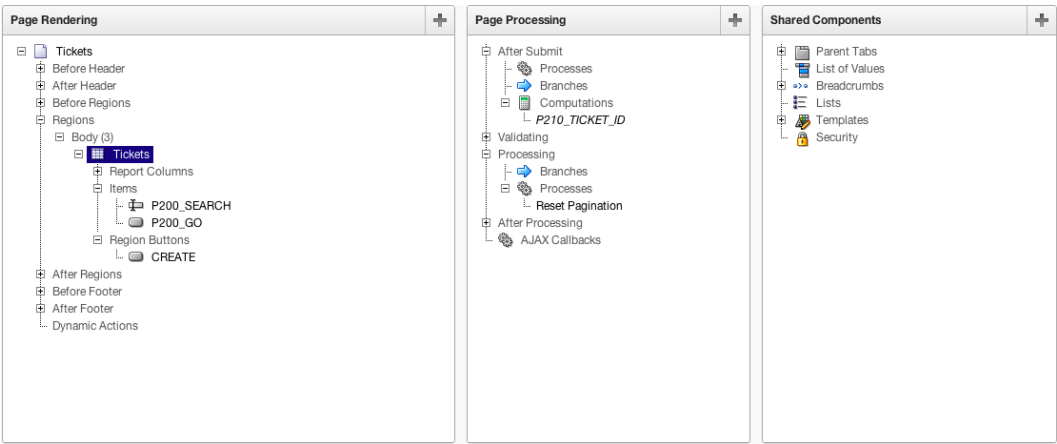 Page Rendering
Tickets
Before Header
After Header
Before Regions
Regions
Body (3)
Tickets
Report Columns
Items
P200_SEARCH
P200_GO
Region Buttons
CREATE
After Regions
Before Footer
After Footer
Dynamic Actions
Page Processing
After Submit
Processes
Branches
Computations
P210_TICKET_ID
Validating
Processing
Branches
Processes
Reset Pagination
After Processing
AJAX Callbacks
Shared Components
Parent Tabs
List of Values
Breadcrumbs
Lists
Templates
Security